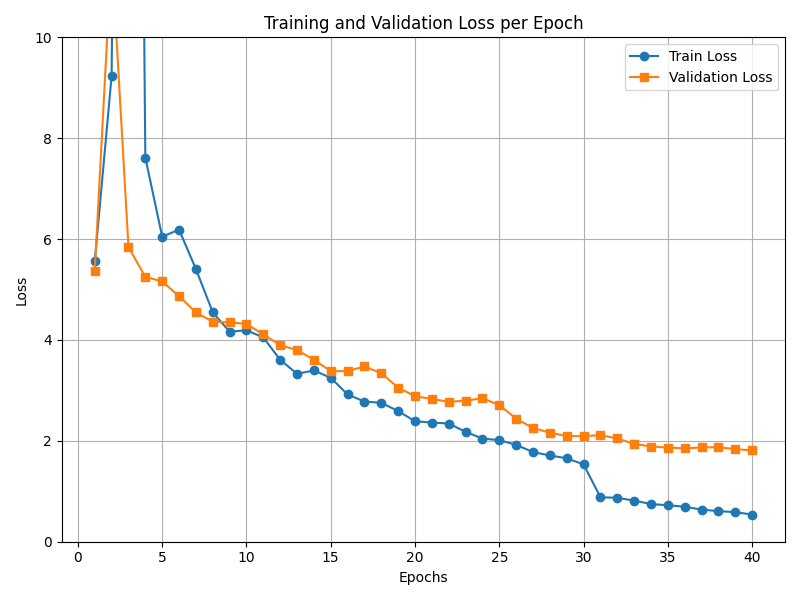 Training and Validation Loss per Epoch
Train Loss
Validation Loss
Loss
10
8
6
4
2
0
0 5 10 15 20 25 30 35 40
Epochs